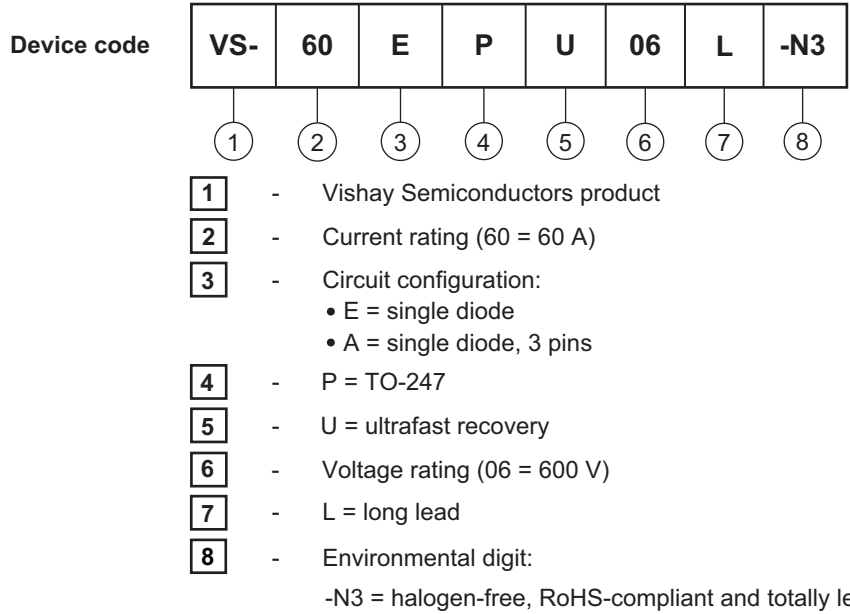 Device code VS- 60 E P U 06 L -N3
1 2 3 4 5 6 7 8
1 - Vishay Semiconductors product
2 - Current rating (60 = 60 A)
3 - Circuit configuration:
• E = single diode
• A = single diode, 3 pins
4 - P = TO-247
5 - U = ultrafast recovery
6 - Voltage rating (06 = 600 V)
7 - L = long lead
8 - Environmental digit:
-N3 = halogen-free, RoHS-compliant and totally